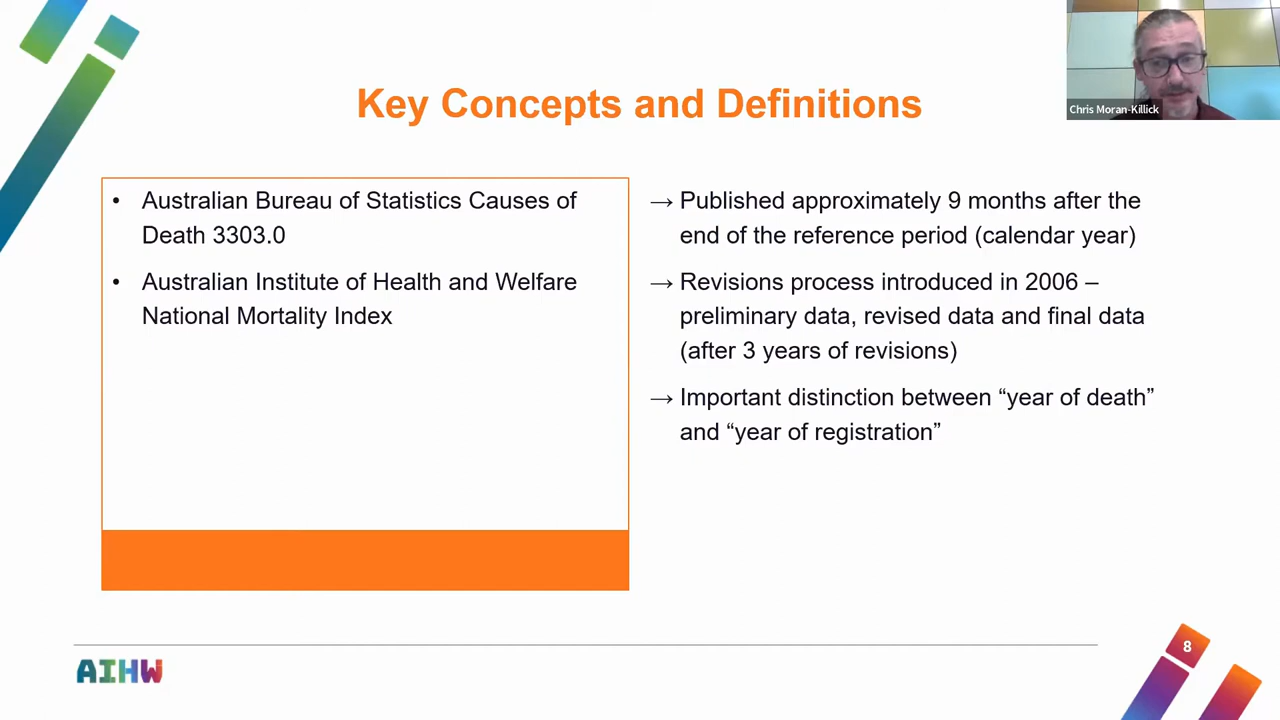 Chris Moran-Killick
Key Concepts and Definitions
• Australian Bureau of Statistics Causes of
Death 3303.0
• Australian Institute of Health and Welfare
National Mortality Index
→ Published approximately 9 months after the
end of the reference period (calendar year)
→ Revisions process introduced in 2006 –
preliminary data, revised data and final data
(after 3 years of revisions)
→ Important distinction between “year of death”
and “year of registration”
AIHW
8